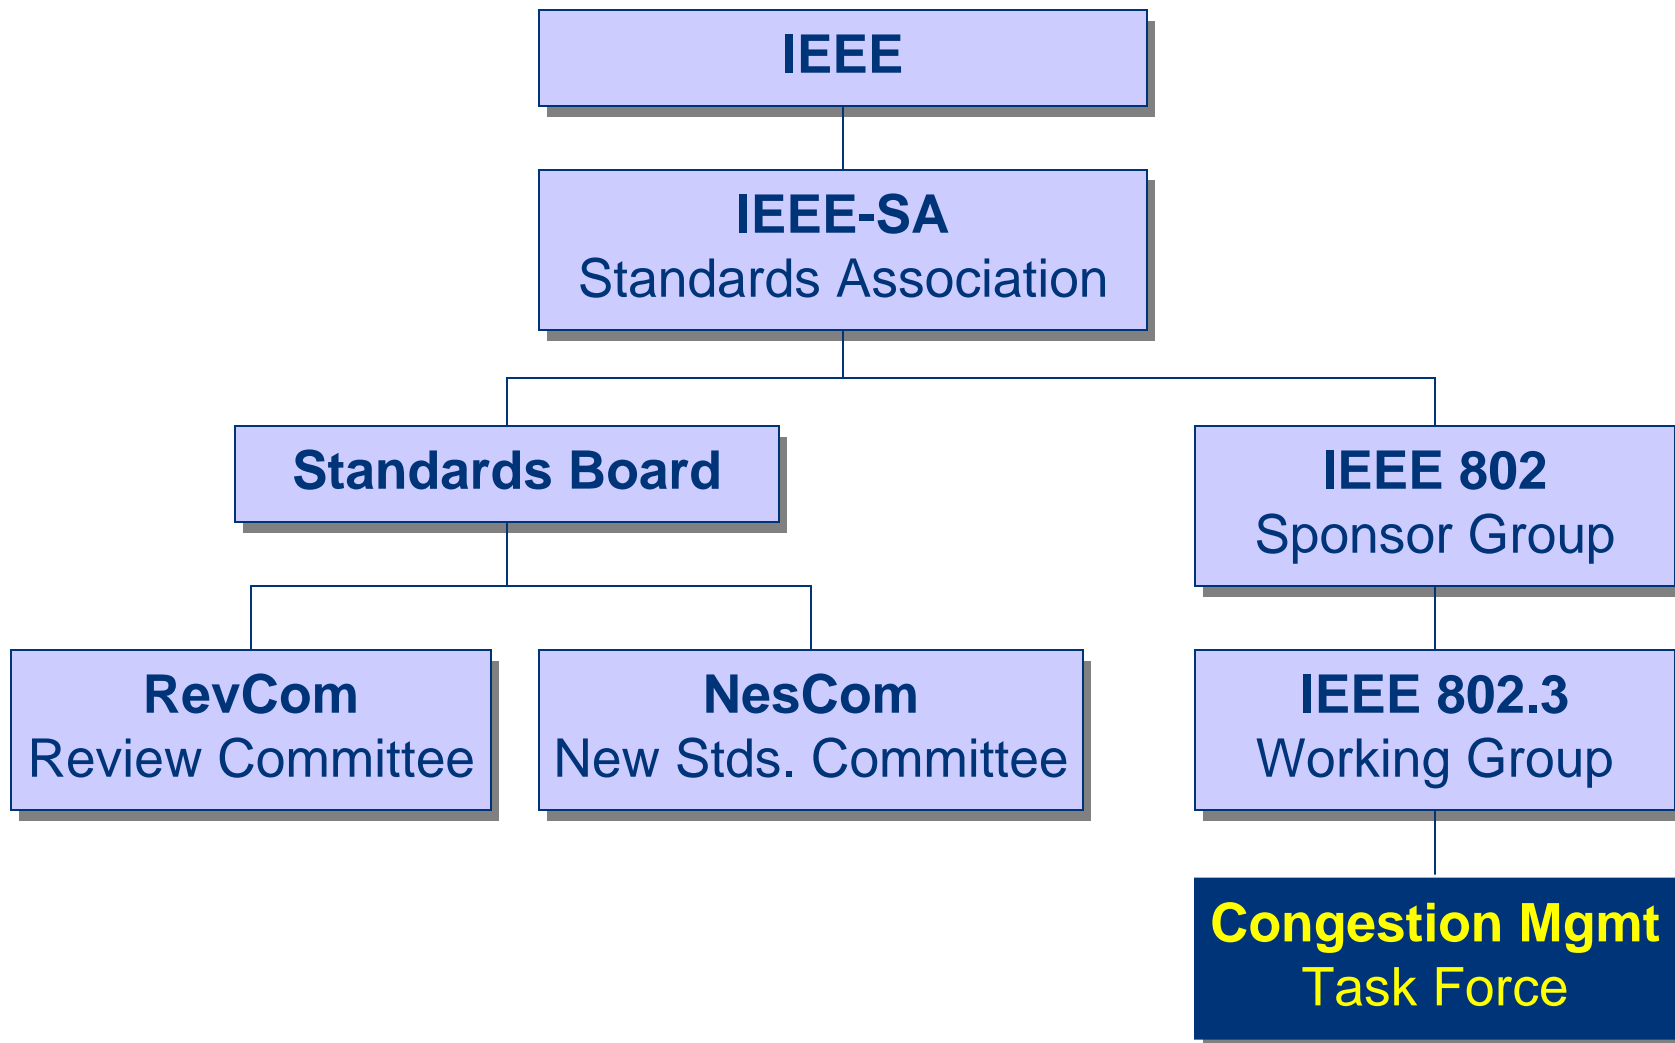 IEEE
IEEE-SA
Standards Association
Standards Board
IEEE 802
Sponsor Group
RevCom
Review Committee
NesCom
New Stds. Committee
IEEE 802.3
Working Group
Congestion Mgmt
Task Force